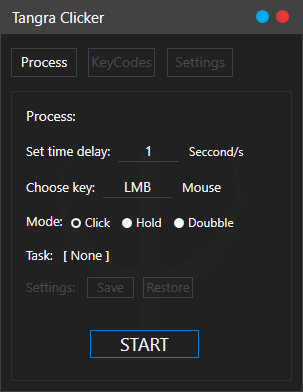 Tangra Clicker
Process KeyCodes Settings
Process:
Set time delay: 1 Seccond/s
Choose key: LMB Mouse
Mode: Click Hold Doubble
Task: [ None ]
Settings: Save Restore
START